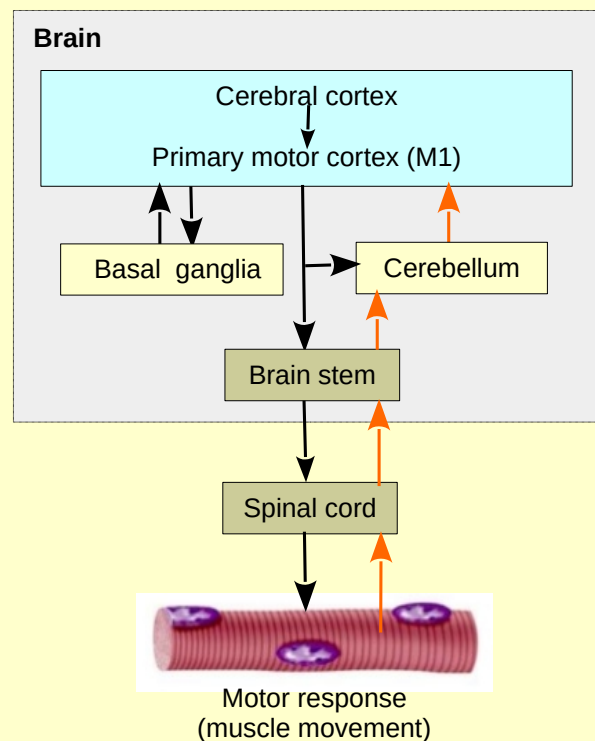 Brain
Cerebral cortex
Primary motor cortex (M1)
Basal ganglia
Cerebellum
Brain stem
Spinal cord
Motor response
(muscle movement)